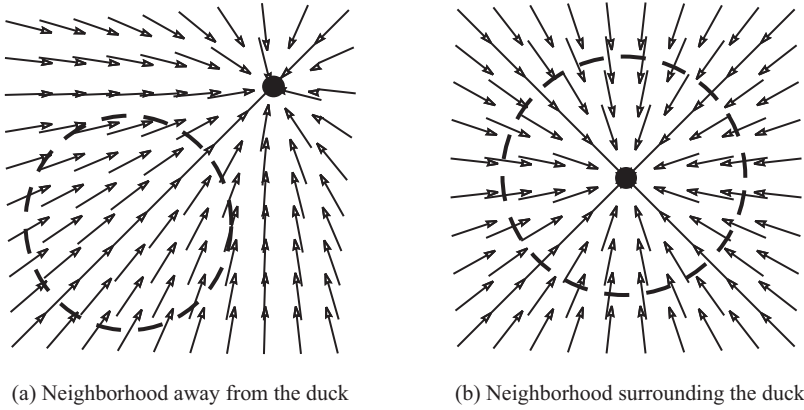 (a) Neighborhood away from the duck
(b) Neighborhood surrounding the duck